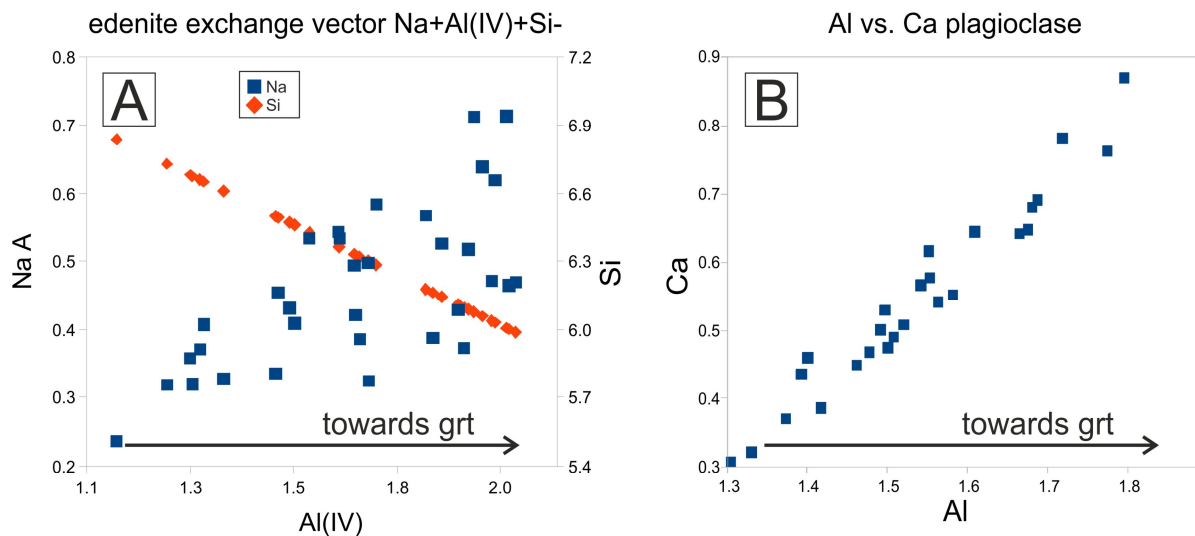 edenite exchange vector Na+Al(IV)+Si-
A
Na
Si
0.8
0.7
0.6
0.5
0.4
0.3
0.2
Na A
7.2
6.9
6.6
6.3
6.0
5.7
5.4
Si
towards grt
1.1
1.3
1.5
1.8
2.0
Al(IV)
Al vs. Ca plagioclase
B
0.9
0.8
0.7
0.6
0.5
0.4
0.3
Ca
towards grt
1.3
1.4
1.5
1.6
1.7
1.8
Al